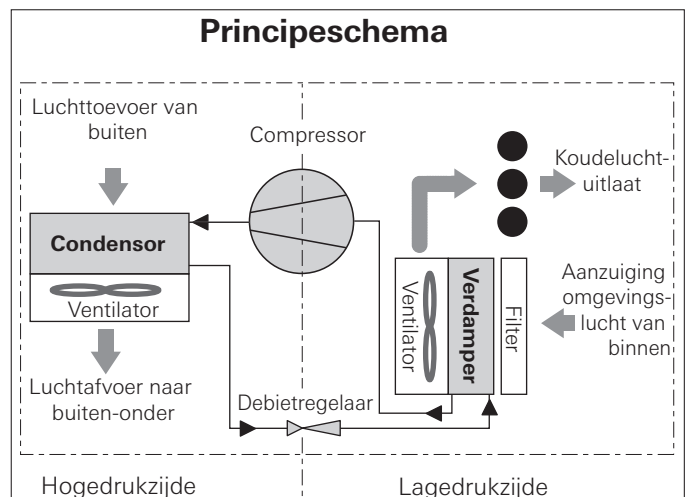 Principeschema
Luchttoevoer van
buiten
Compressor
Koudelucht-
uitlaat
Condensor
Ventilator
Luchtafvoer naar
buiten-onder
Debietregelaar
Ventilator
Verdamper
Filter
Aanzuiging
omgevings-
lucht van
binnen
Hogedrukzijde
Lagedrukzijde